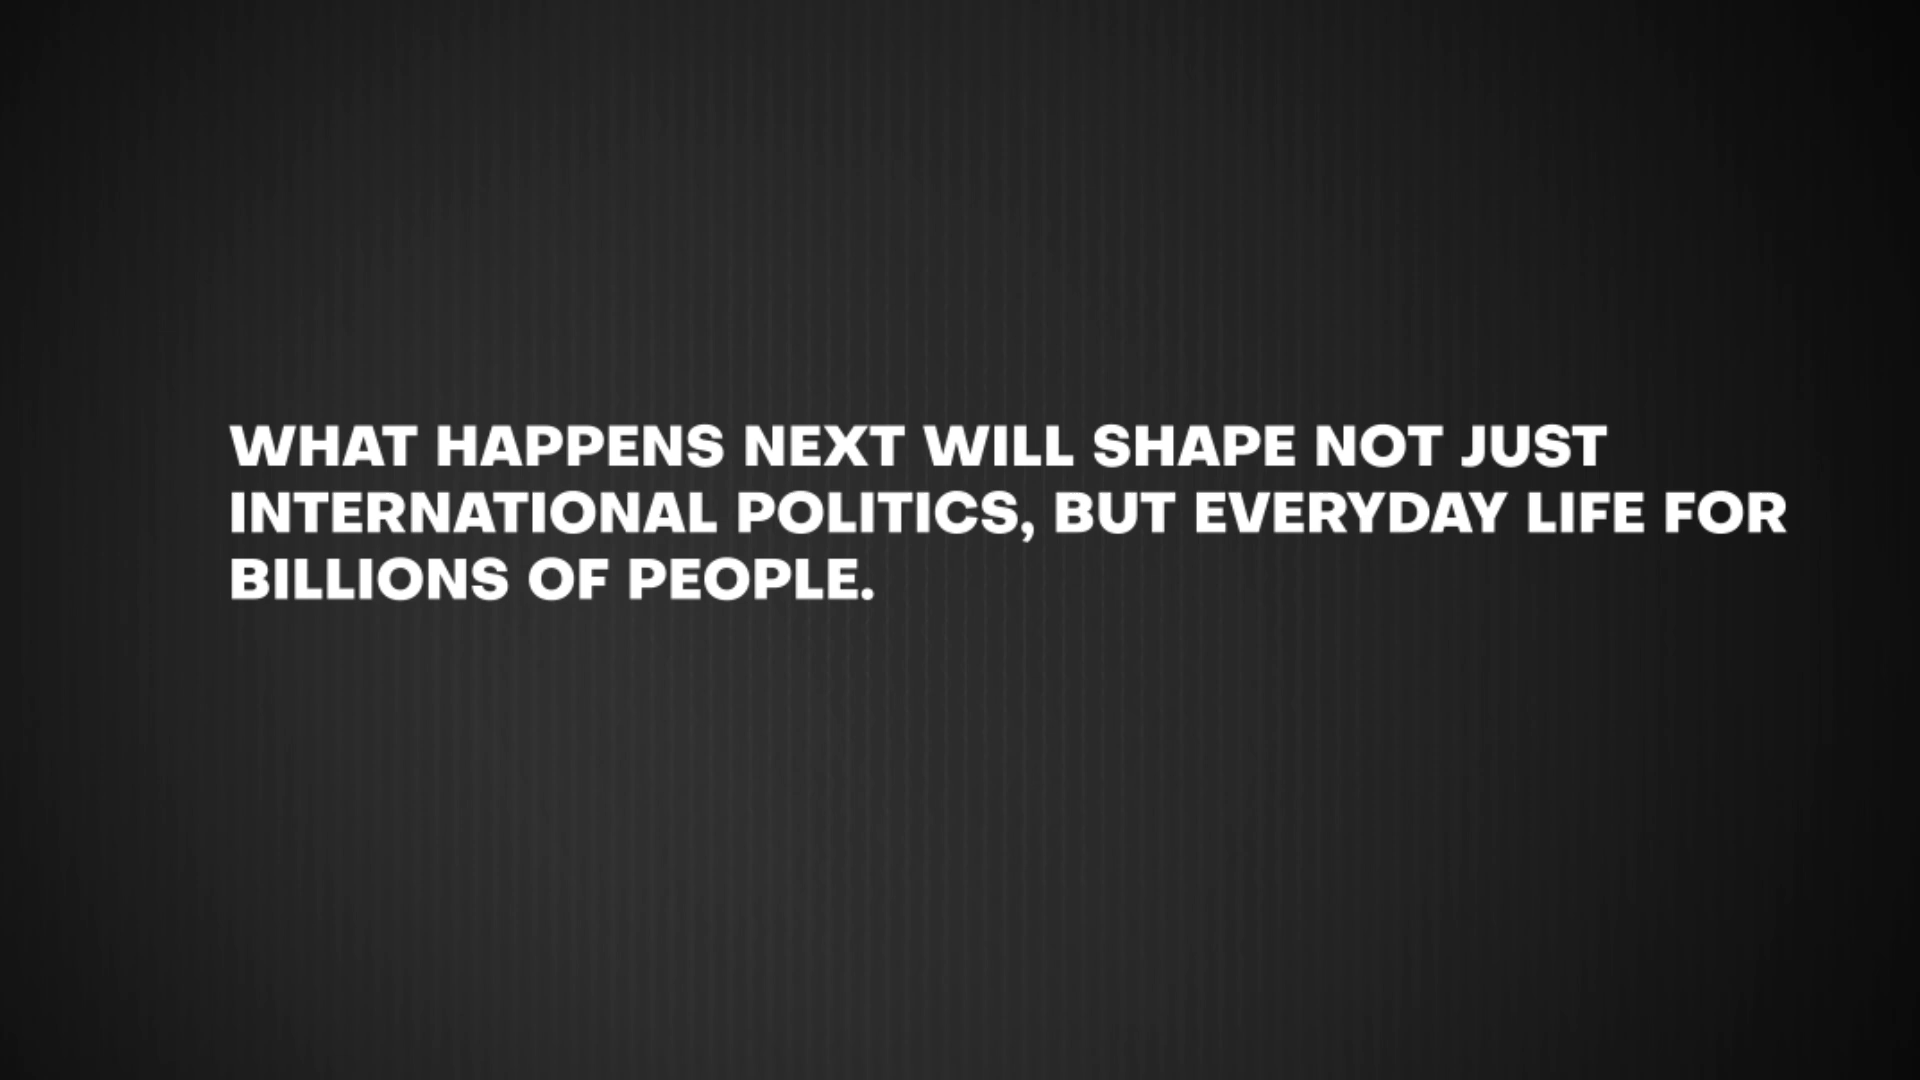 WHAT HAPPENS NEXT WILL SHAPE NOT JUST
INTERNATIONAL POLITICS, BUT EVERYDAY LIFE FOR
BILLIONS OF PEOPLE.